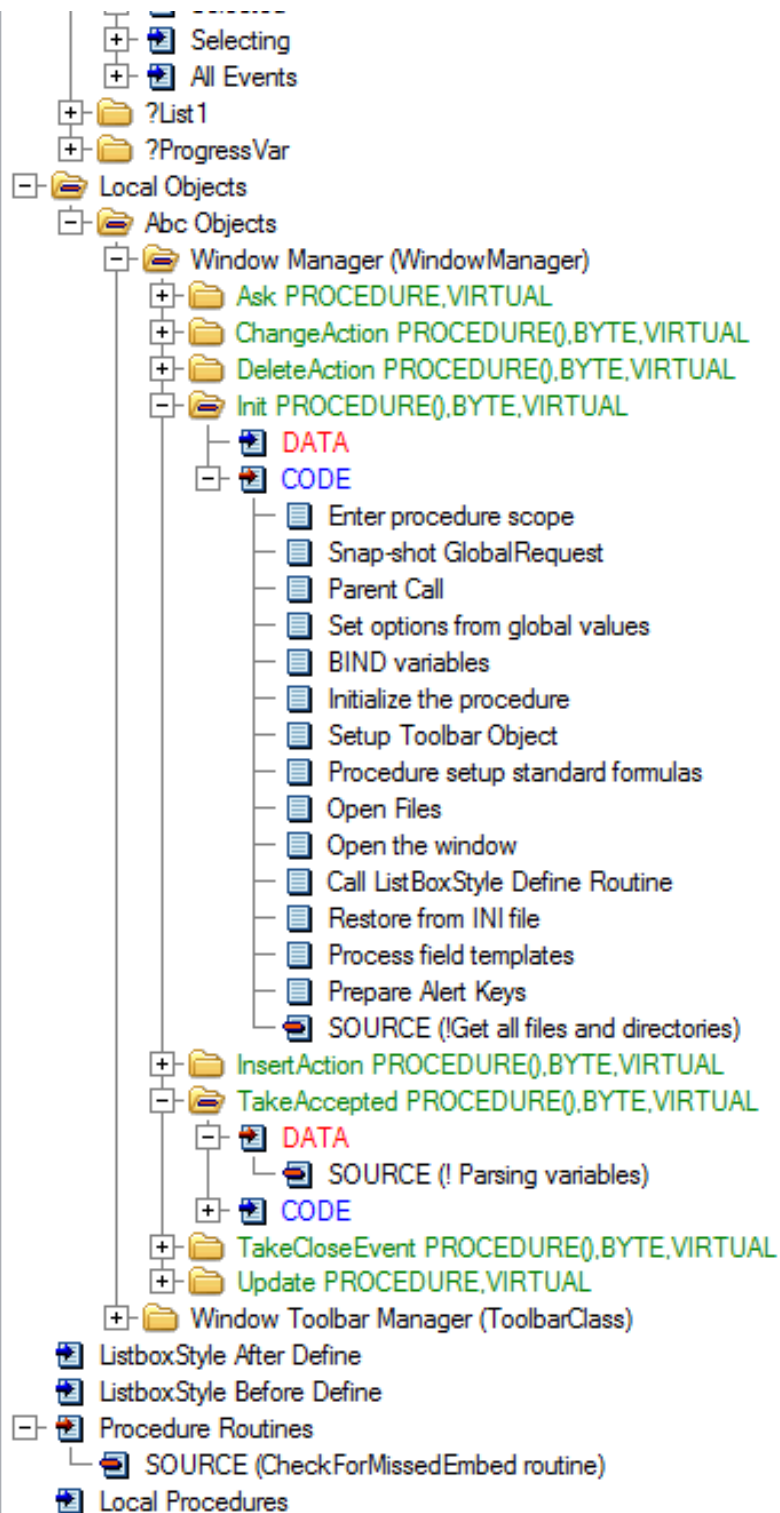 Selecting
All Events
?List1
?ProgressVar
Local Objects
Abc Objects
Window Manager (WindowManager)
Ask PROCEDURE,VIRTUAL
ChangeAction PROCEDURE(),BYTE,VIRTUAL
DeleteAction PROCEDURE(),BYTE,VIRTUAL
Init PROCEDURE(),BYTE,VIRTUAL
DATA
CODE
Enter procedure scope
Snap-shot GlobalRequest
Parent Call
Set options from global values
BIND variables
Initialize the procedure
Setup Toolbar Object
Procedure setup standard formulas
Open Files
Open the window
Call ListBoxStyle Define Routine
Restore from INI file
Process field templates
Prepare Alert Keys
SOURCE (!Get all files and directories)
InsertAction PROCEDURE(),BYTE,VIRTUAL
TakeAccepted PROCEDURE(),BYTE,VIRTUAL
DATA
SOURCE (! Parsing variables)
CODE
TakeCloseEvent PROCEDURE(),BYTE,VIRTUAL
Update PROCEDURE,VIRTUAL
Window Toolbar Manager (ToolbarClass)
ListboxStyle After Define
ListboxStyle Before Define
Procedure Routines
SOURCE (CheckForMissedEmbed routine)
Local Procedures